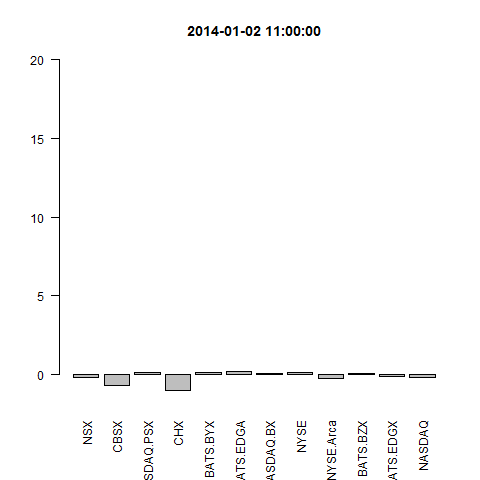 2014-01-02 11:00:00
20
15
10
5
0
NSX
CBSX
SDAQ.PSX
CHX
BATS.BYX
ATS.EDGA
ASDAQ.BX
NYSE
NYSE.Arca
BATS.BZX
ATS.EDGX
NASDAQ